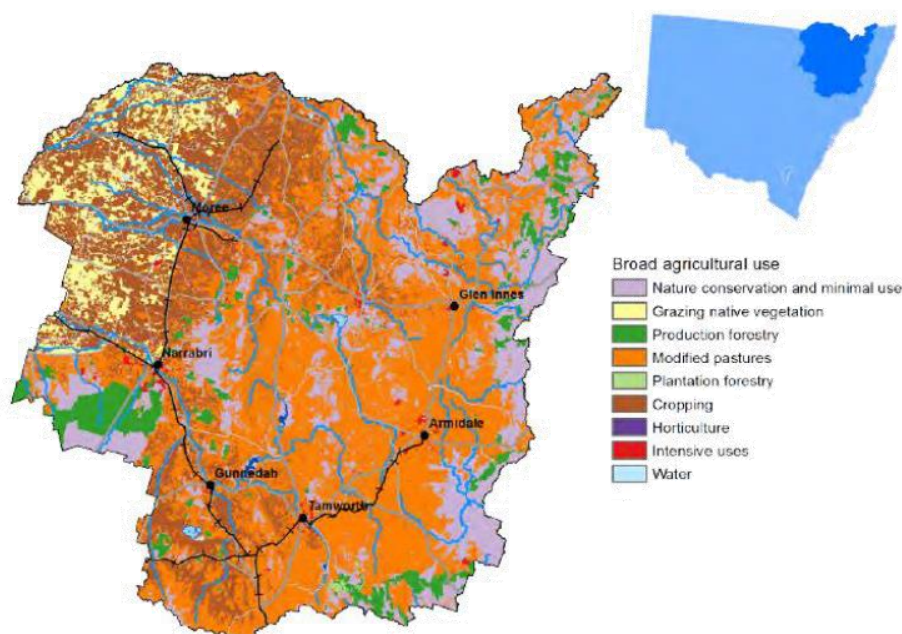 Moree
Glen Innes
Narrabri
Armidale
Gunnedah
Tamworth
Broad agricultural use
Nature conservation and minimal use
Grazing native vegetation
Production forestry
Modified pastures
Plantation forestry
Cropping
Horticulture
Intensive uses
Water